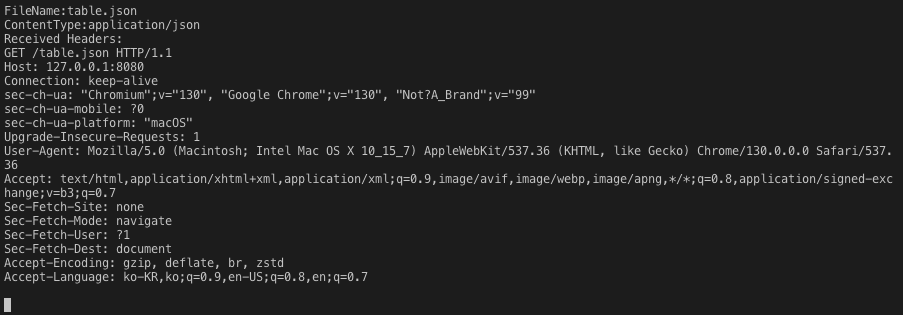 FileName:table.json
ContentType:application/json
Received Headers:
GET /table.json HTTP/1.1
Host: 127.0.0.1:8080
Connection: keep-alive
sec-ch-ua: "Chromium";v="130", "Google Chrome";v="130", "Not?A_Brand";v="99"
sec-ch-ua-mobile: ?0
sec-ch-ua-platform: "macOS"
Upgrade-Insecure-Requests: 1
User-Agent: Mozilla/5.0 (Macintosh; Intel Mac OS X 10_15_7) AppleWebKit/537.36 (KHTML, like Gecko) Chrome/130.0.0.0 Safari/537.
36
Accept: text/html,application/xhtml+xml,application/xml;q=0.9,image/avif,image/webp,image/apng,*/*;q=0.8,application/signed-exc
hange;v=b3;q=0.7
Sec-Fetch-Site: none
Sec-Fetch-Mode: navigate
Sec-Fetch-User: ?1
Sec-Fetch-Dest: document
Accept-Encoding: gzip, deflate, br, zstd
Accept-Language: ko-KR,ko;q=0.9,en-US;q=0.8,en;q=0.7